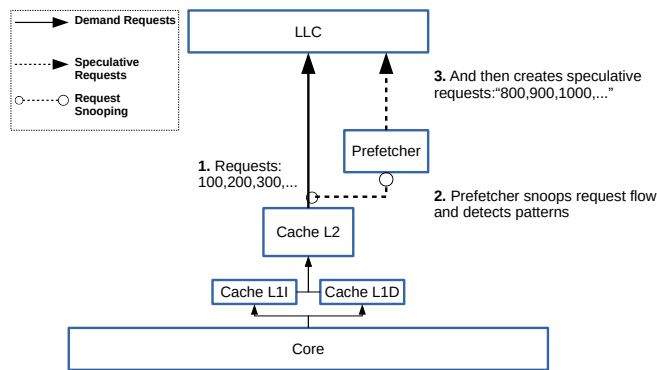 Demand Requests
Speculative
Requests
Request
Snooping
LLC
3. And then creates speculative
requests:“800,900,1000,...”
Prefetcher
1. Requests:
100,200,300,...
2. Prefetcher snoops request flow
and detects patterns
Cache L2
Cache L1I
Cache L1D
Core